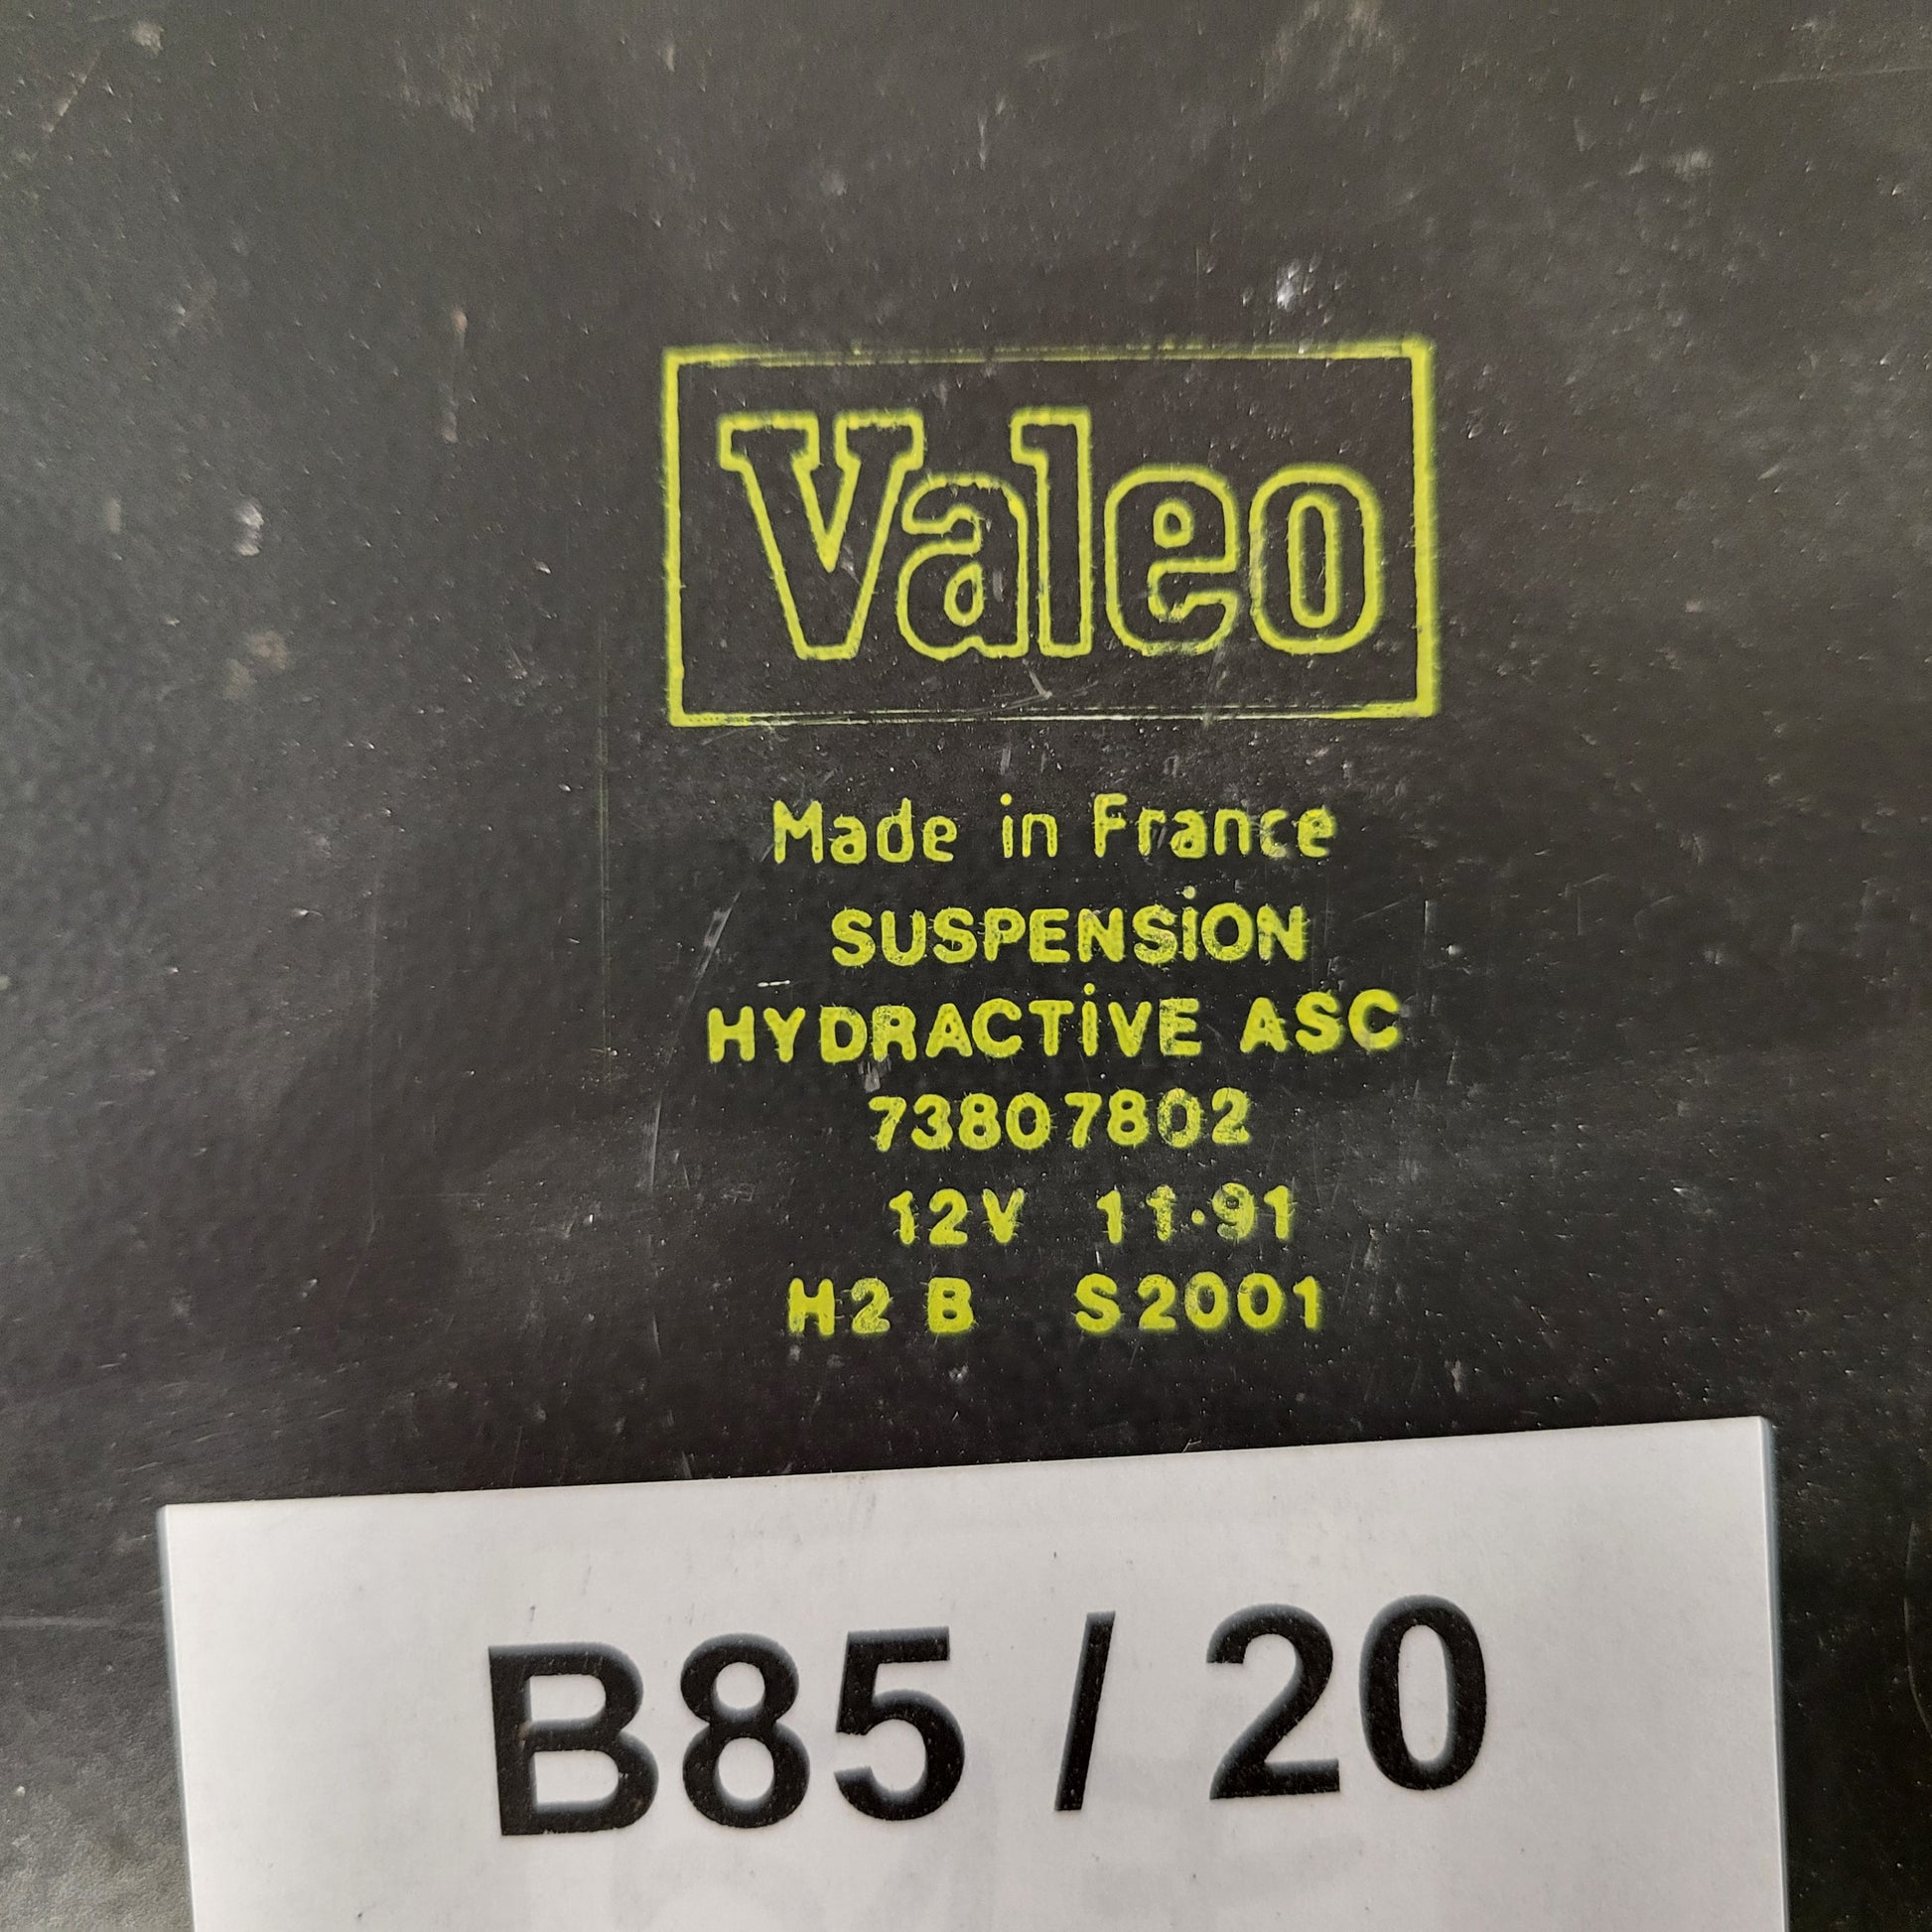 Valeo
Made in France
SUSPENSiON
HYDRACTiVE ASC
73807802
12V 11·91
H2 B S2001
B85 / 20